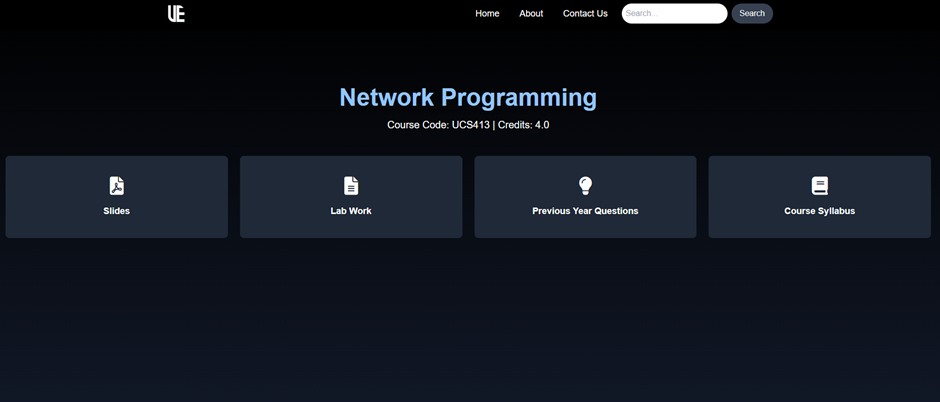 UE
Home About Contact Us Search... Search
Network Programming
Course Code: UCS413 | Credits: 4.0
Slides Lab Work Previous Year Questions Course Syllabus